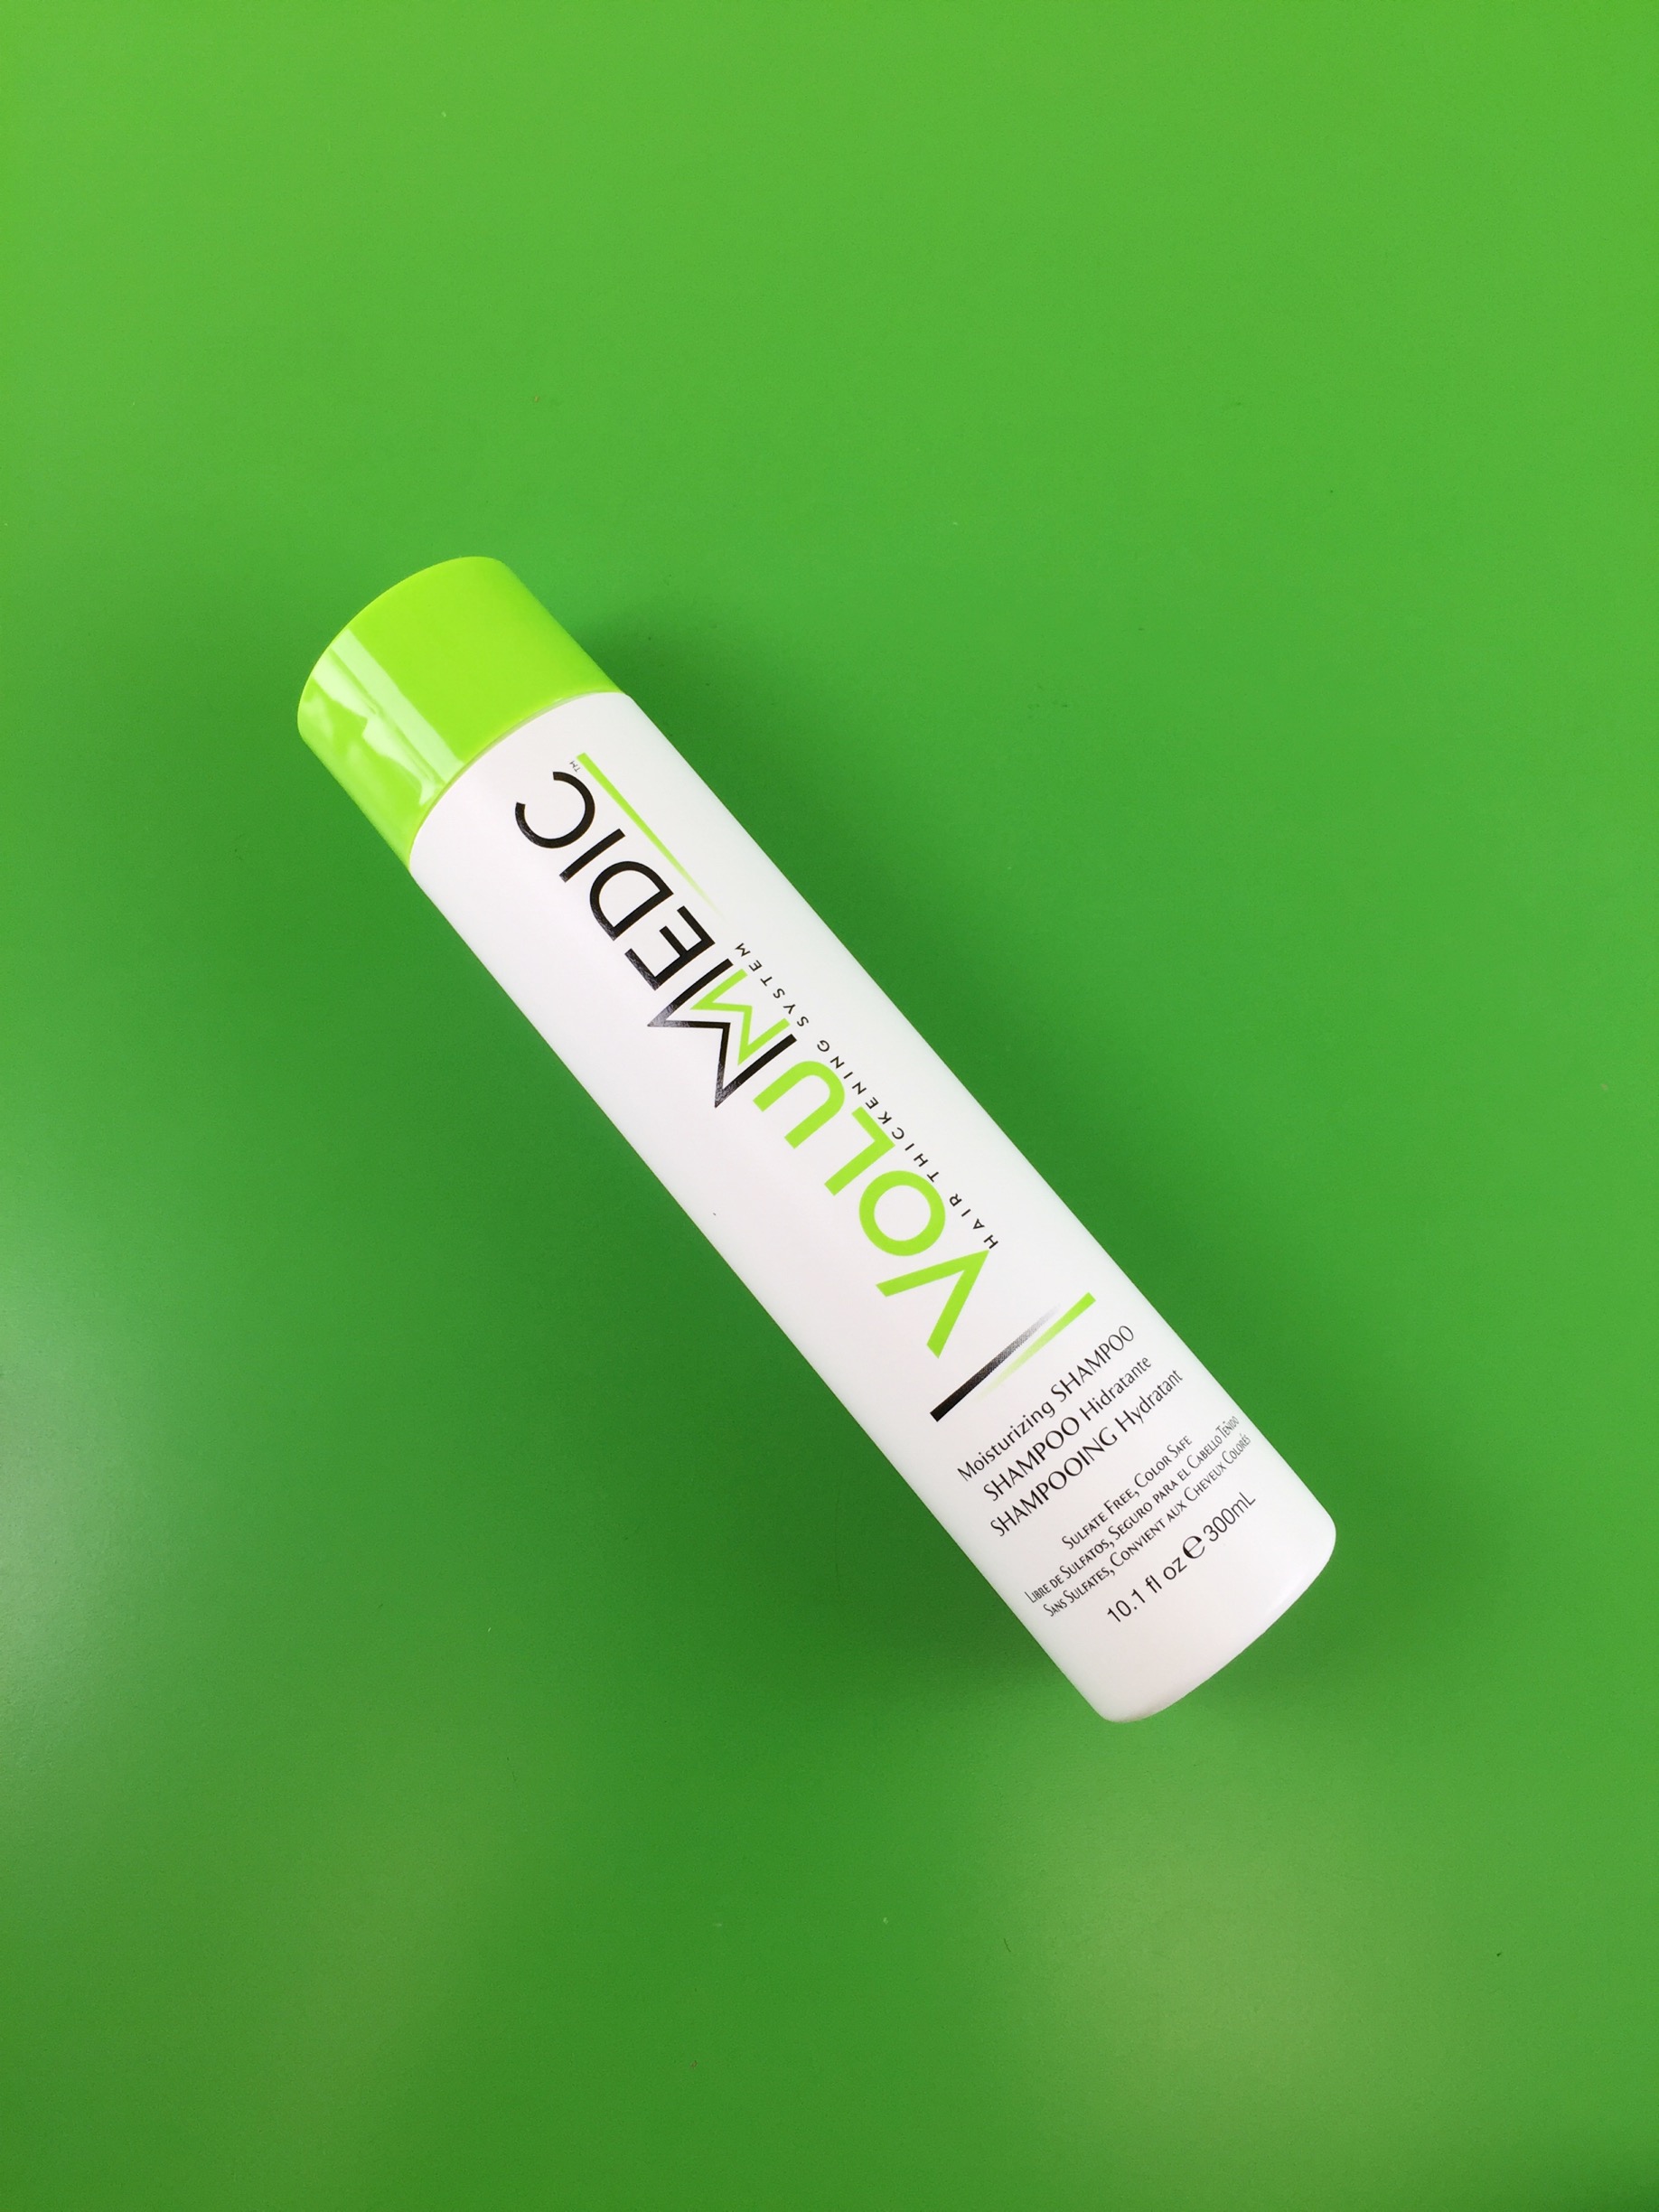 VOLUMEDIC™
HAIR THICKENING SYSTEM
Moisturizing SHAMPOO
SHAMPOO Hidratante
SHAMPOOING Hydratant
SULFATE FREE, COLOR SAFE
LIBRE DE SULFATOS, SEGURO PARA EL CABELLO TEÑIDO
SANS SULFATES, CONVIENT AUX CHEVEUX COLORÉS
10.1 fl oz ℮ 300mL